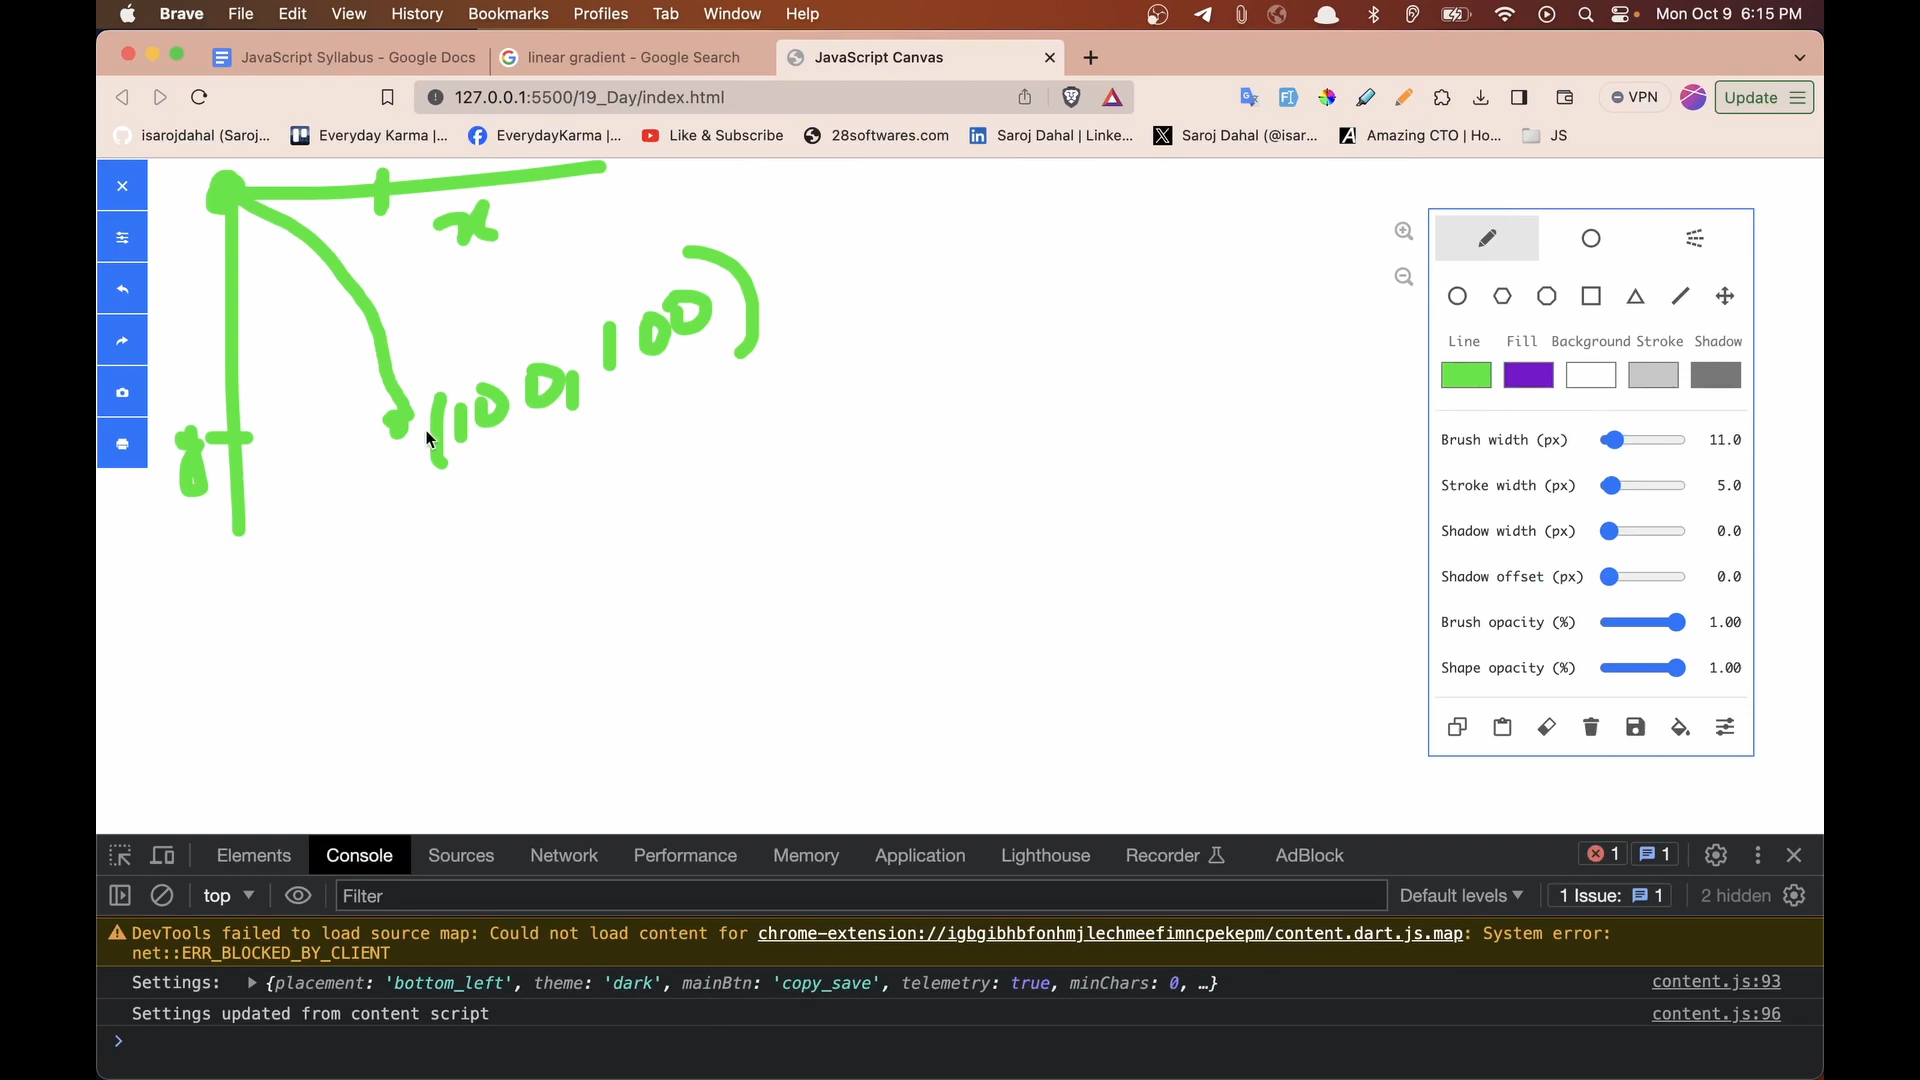 Brave File Edit View History Bookmarks Profiles Tab Window Help Mon Oct 9 6:15 PM
JavaScript Syllabus - Google Docs linear gradient - Google Search JavaScript Canvas
127.0.0.1:5500/19_Day/index.html VPN Update
isarojdahal (Saroj... Everyday Karma |... EverydayKarma |... Like & Subscribe 28softwares.com Saroj Dahal | Linke... Saroj Dahal (@isar... Amazing CTO | Ho... JS
x
(100, 100)
y
Line Fill Background Stroke Shadow
Brush width (px) 11.0
Stroke width (px) 5.0
Shadow width (px) 0.0
Shadow offset (px) 0.0
Brush opacity (%) 1.00
Shape opacity (%) 1.00
Elements Console Sources Network Performance Memory Application Lighthouse Recorder AdBlock 1 1
top Filter Default levels 1 Issue: 1 2 hidden
DevTools failed to load source map: Could not load content for chrome-extension://igbgibhbfonhmjlechmeefimncpekepm/content.dart.js.map: System error:
net::ERR_BLOCKED_BY_CLIENT
Settings: {placement: 'bottom_left', theme: 'dark', mainBtn: 'copy_save', telemetry: true, minChars: 0, …} content.js:93
Settings updated from content script content.js:96